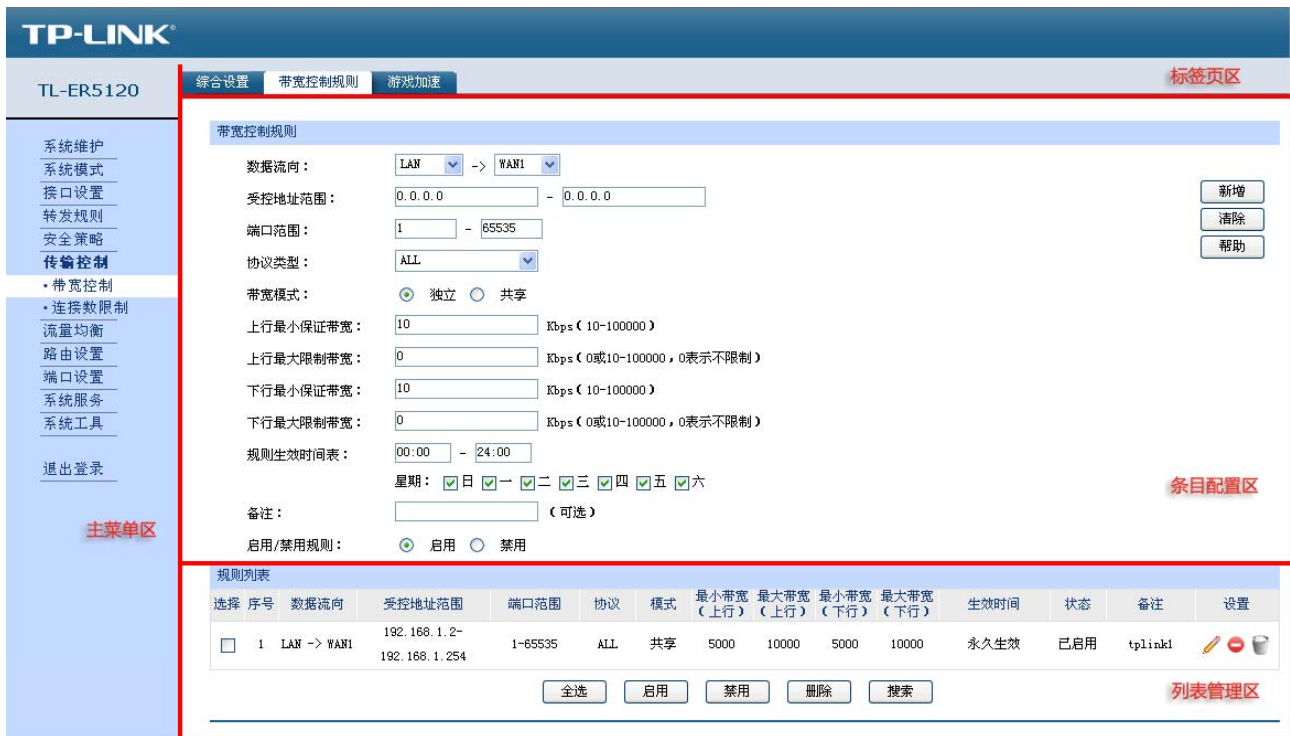 TP-LINK®
TL-ER5120
综合设置 带宽控制规则 游戏加速 标签页区
系统维护
系统模式
接口设置
转发规则
安全策略
传输控制
·带宽控制
·连接数限制
流量均衡
路由设置
端口设置
系统服务
系统工具
退出登录
主菜单区
带宽控制规则
数据流向： LAN -> WAN1
受控地址范围： 0.0.0.0 - 0.0.0.0
端口范围： 1 - 65535
协议类型： ALL
带宽模式： 独立 共享
上行最小保证带宽： 10 Kbps（10-100000）
上行最大限制带宽： 0 Kbps（0或10-100000，0表示不限制）
下行最小保证带宽： 10 Kbps（10-100000）
下行最大限制带宽： 0 Kbps（0或10-100000，0表示不限制）
规则生效时间表： 00:00 - 24:00
星期： 日 一 二 三 四 五 六
备注： （可选）
启用/禁用规则： 启用 禁用
新增
清除
帮助
条目配置区
规则列表
选择 序号 数据流向 受控地址范围 端口范围 协议 模式 最小带宽（上行） 最大带宽（上行） 最小带宽（下行） 最大带宽（下行） 生效时间 状态 备注 设置
1 LAN -> WAN1 192.168.1.2-192.168.1.254 1-65535 ALL 共享 5000 10000 5000 10000 永久生效 已启用 tplink1
全选 启用 禁用 删除 搜索
列表管理区